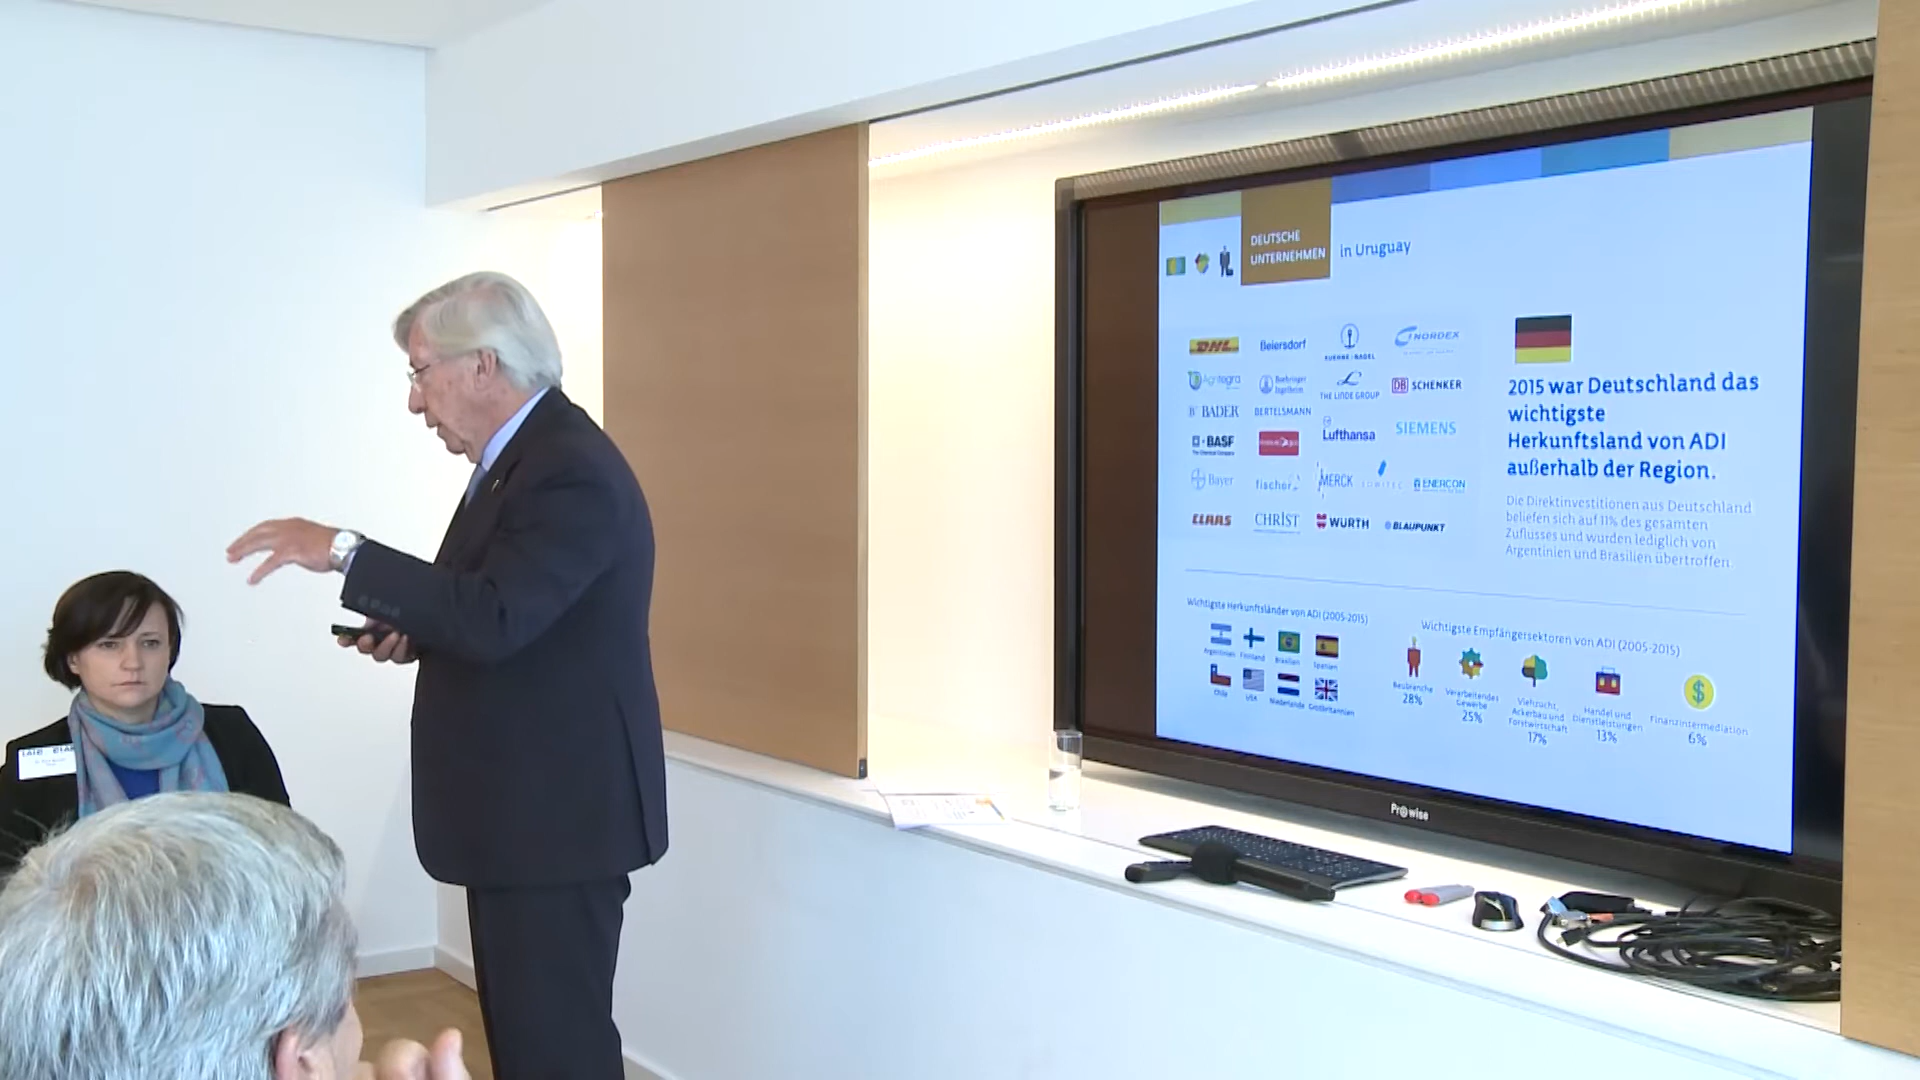 DEUTSCHE
UNTERNEHMEN
in Uruguay
DHL
Beiersdorf
KUEHNE+NAGEL
NORDEX
Agritegra
Boehringer
Ingelheim
THE LINDE GROUP
DB SCHENKER
BADER
BERTELSMANN
Lufthansa
SIEMENS
BASF
The Chemical Company
Bayer
fischer
MERCK
ENERCON
CLAAS
CHRIST
WÜRTH
BLAUPUNKT
2015 war Deutschland das
wichtigste
Herkunftsland von ADI
außerhalb der Region.
Die Direktinvestitionen aus Deutschland
beliefen sich auf 11% des gesamten
Zuflusses und wurden lediglich von
Argentinien und Brasilien übertroffen.
Wichtigste Herkunftsländer von ADI (2005-2015)
Argentinien
Finnland
Brasilien
Spanien
Chile
USA
Niederlande
Großbritannien
Wichtigste Empfängersektoren von ADI (2005-2015)
Baubranche
28%
Verarbeitendes
Gewerbe
25%
Viehzucht,
Ackerbau und
Forstwirtschaft
17%
Handel und
Dienstleistungen
13%
Finanzintermediation
6%
Prowise